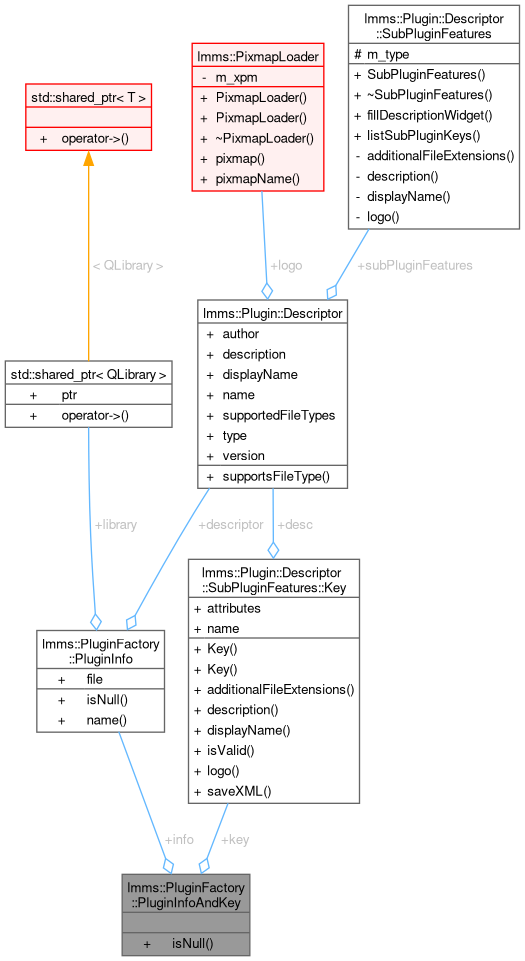 lmms::Plugin::Descriptor
::SubPluginFeatures
# m_type
+ SubPluginFeatures()
+ ~SubPluginFeatures()
+ fillDescriptionWidget()
+ listSubPluginKeys()
- additionalFileExtensions()
- description()
- displayName()
- logo()
lmms::PixmapLoader
- m_xpm
+ PixmapLoader()
+ PixmapLoader()
+ ~PixmapLoader()
+ pixmap()
+ pixmapName()
std::shared_ptr< T >
+ operator->()
< QLibrary >
+logo
+subPluginFeatures
lmms::Plugin::Descriptor
+ author
+ description
+ displayName
+ name
+ supportedFileTypes
+ type
+ version
+ supportsFileType()
std::shared_ptr< QLibrary >
+ ptr
+ operator->()
+library
+descriptor
+desc
lmms::Plugin::Descriptor
::SubPluginFeatures::Key
+ attributes
+ name
+ Key()
+ Key()
+ additionalFileExtensions()
+ description()
+ displayName()
+ isValid()
+ logo()
+ saveXML()
lmms::PluginFactory
::PluginInfo
+ file
+ isNull()
+ name()
+info
+key
lmms::PluginFactory
::PluginInfoAndKey
+ isNull()